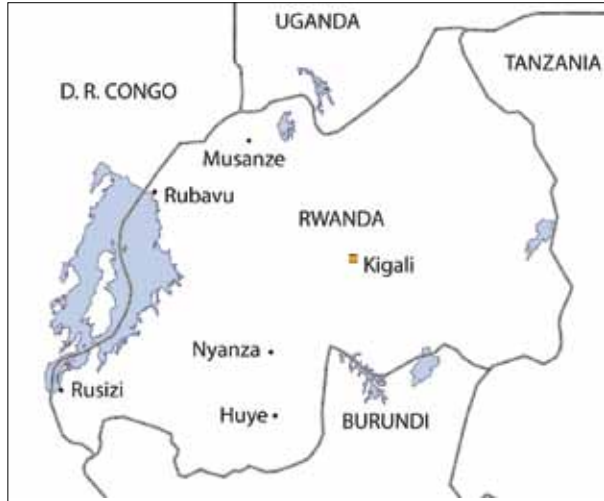 UGANDA
TANZANIA
D. R. CONGO
Musanze
Rubavu
RWANDA
Kigali
Nyanza
Rusizi
Huye
BURUNDI